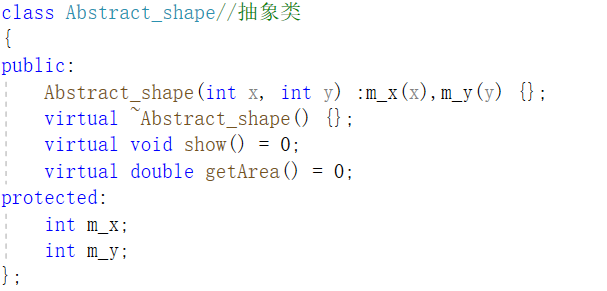 class Abstract_shape//抽象类
{
public:
    Abstract_shape(int x, int y) :m_x(x),m_y(y) {};
    virtual ~Abstract_shape() {};
    virtual void show() = 0;
    virtual double getArea() = 0;
protected:
    int m_x;
    int m_y;
};